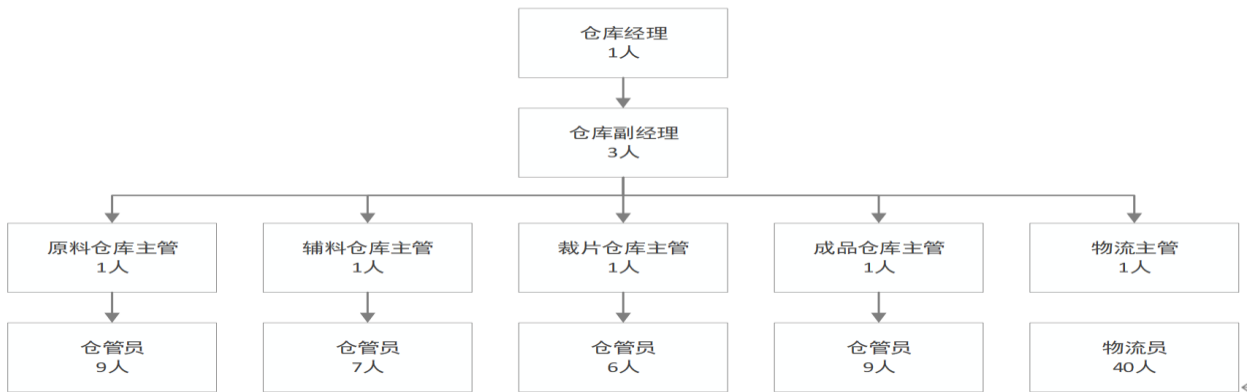 仓库经理
1人
仓库副经理
3人
原料仓库主管
1人
辅料仓库主管
1人
裁片仓库主管
1人
成品仓库主管
1人
物流主管
1人
仓管员
9人
仓管员
7人
仓管员
6人
仓管员
9人
物流员
40人